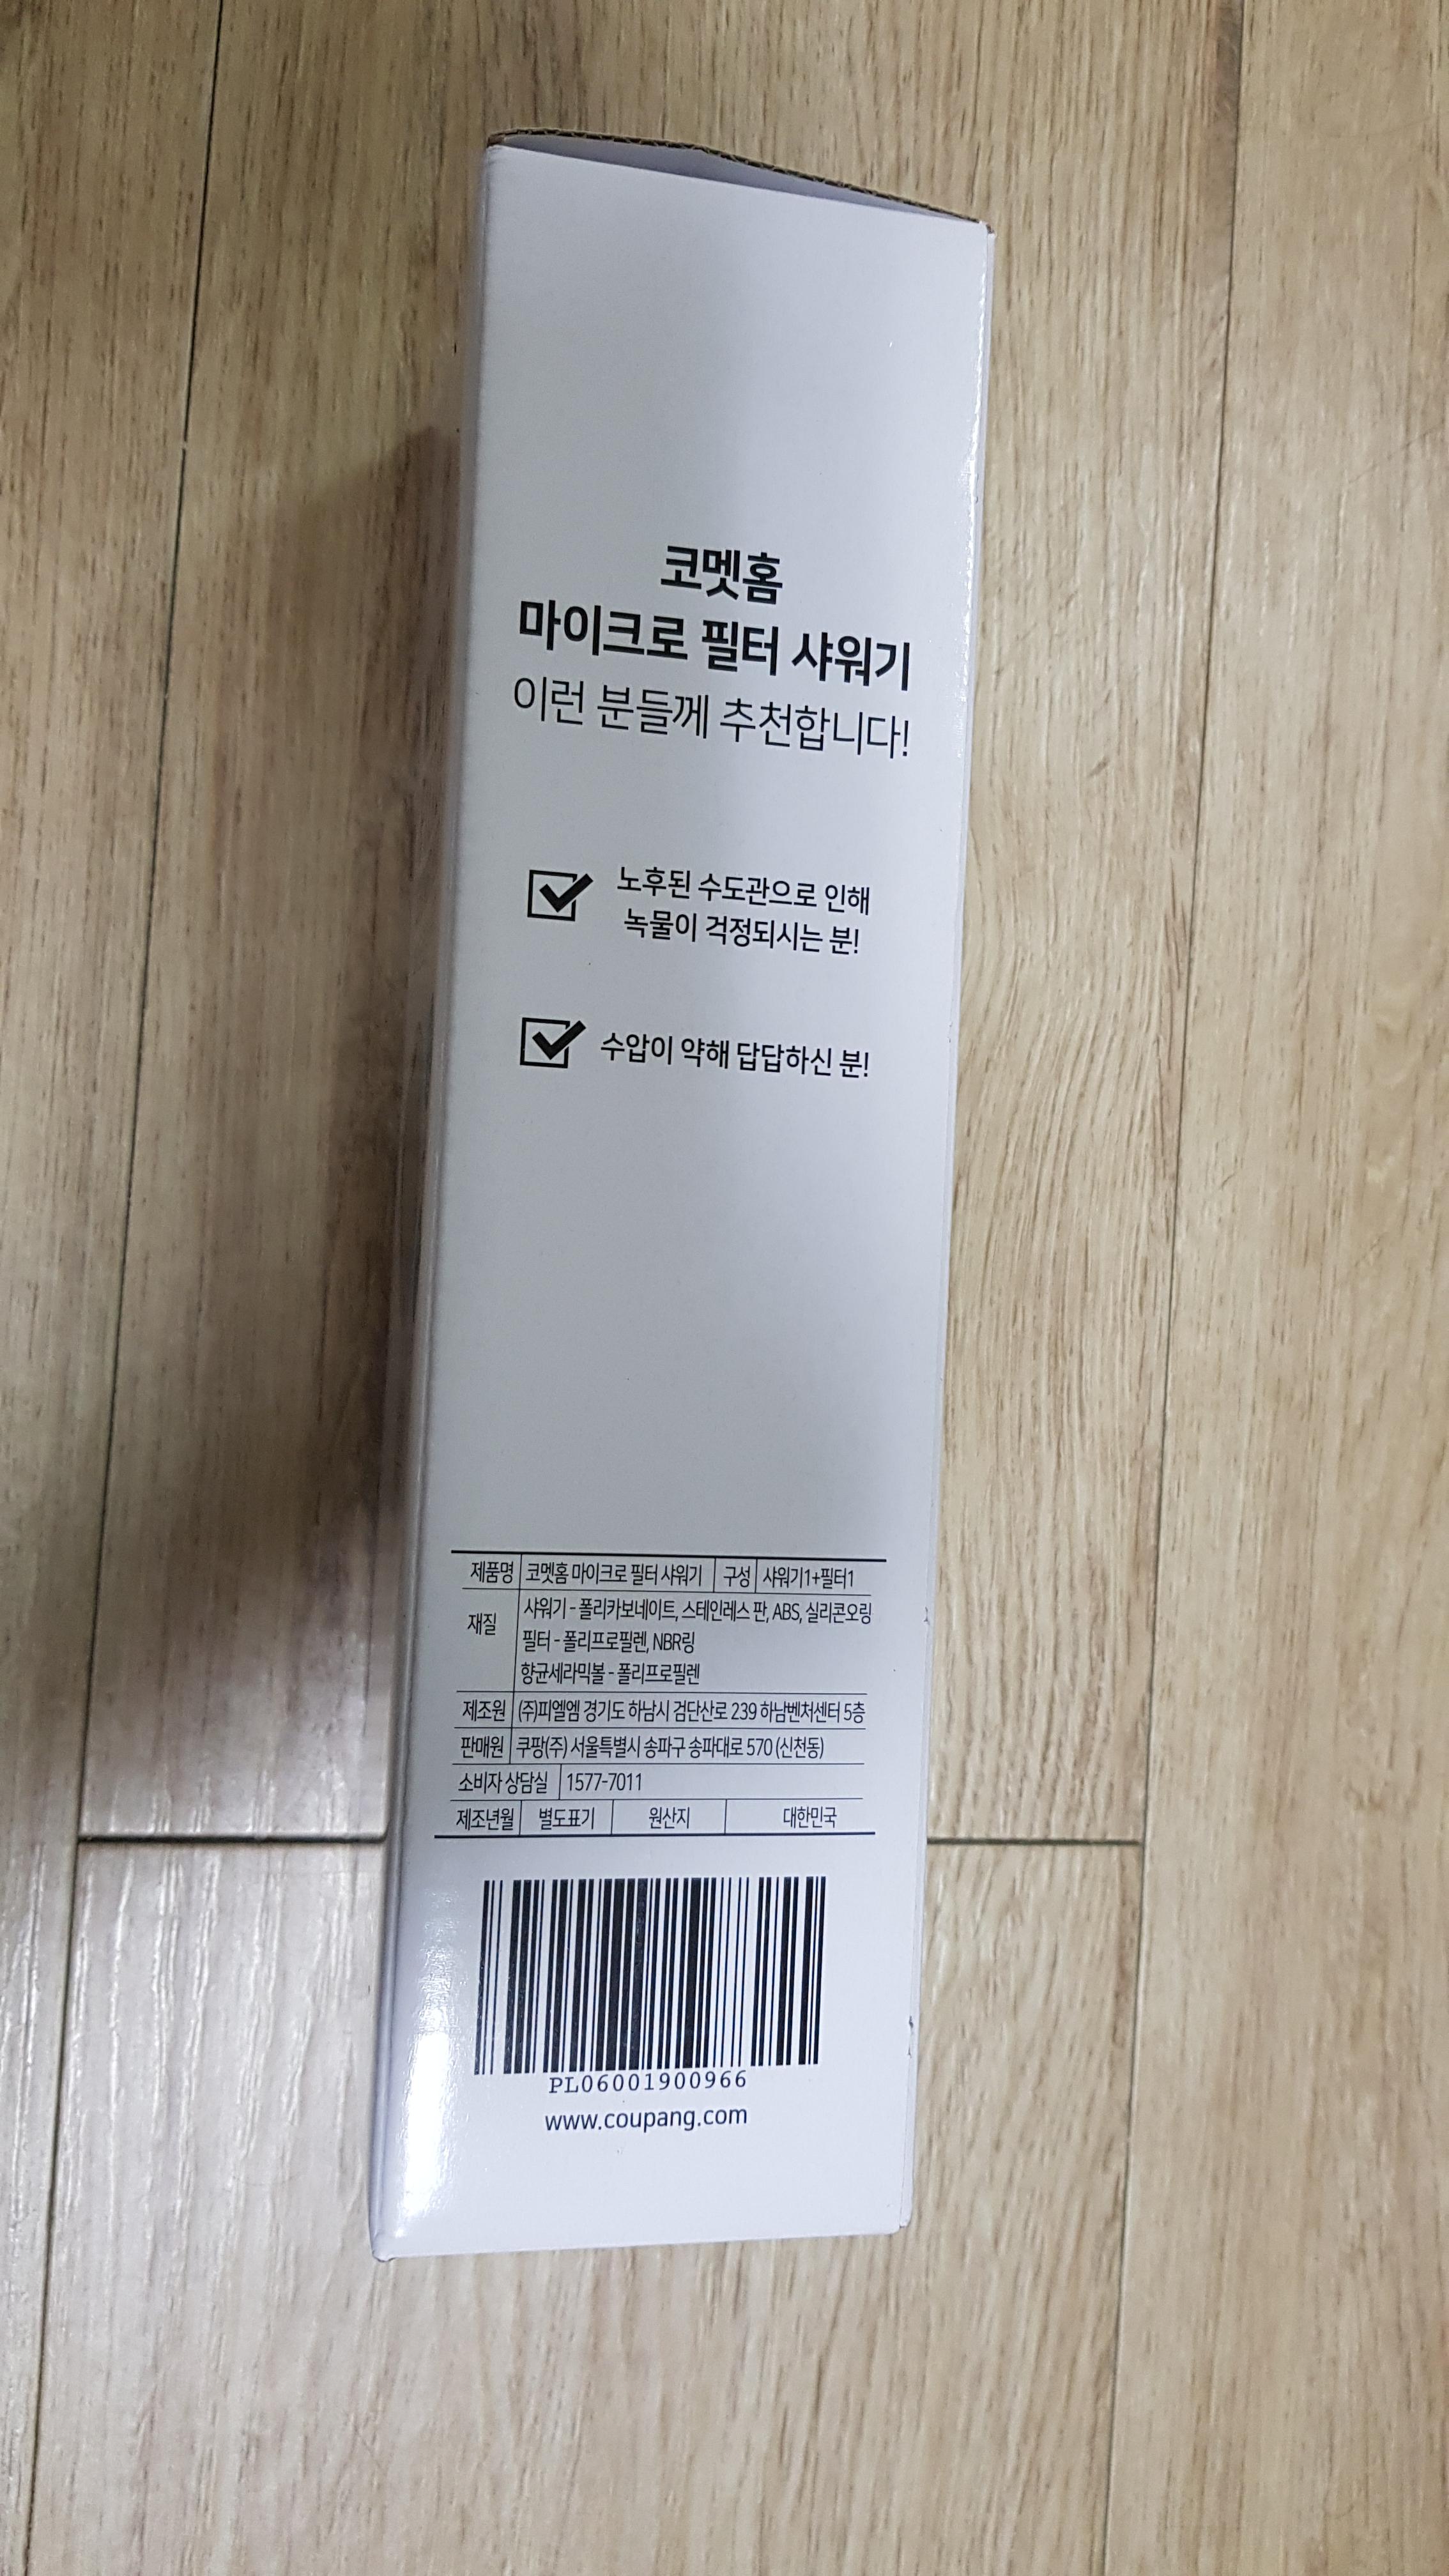 코멧홈
마이크로 필터 샤워기
이런 분들께 추천합니다!
노후된 수도관으로 인해
녹물이 걱정되시는 분!
수압이 약해 답답하신 분!
제품명 코멧홈 마이크로 필터 샤워기 구성 샤워기1+필터1
재질 샤워기 - 폴리카보네이트, 스테인레스 판, ABS, 실리콘오링
필터 - 폴리프로필렌, NBR링
향균세라믹볼 - 폴리프로필렌
제조원 (주)피엘엠 경기도 하남시 검단산로 239 하남벤처센터 5층
판매원 쿠팡(주) 서울특별시 송파구 송파대로 570 (신천동)
소비자 상담실 1577-7011
제조년월 별도표기 원산지 대한민국
PL06001900966
www.coupang.com